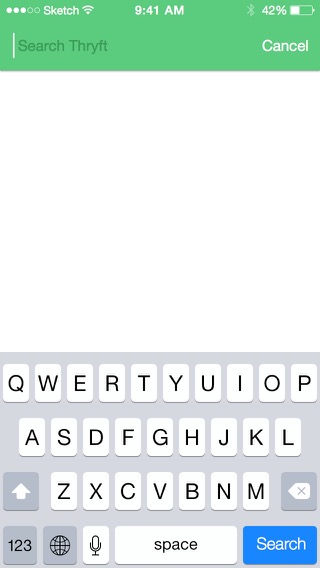 Sketch 9:41 AM 42%
Search Thryft Cancel
Q W E R T Y U I O P
A S D F G H J K L
Z X C V B N M
123 space Search